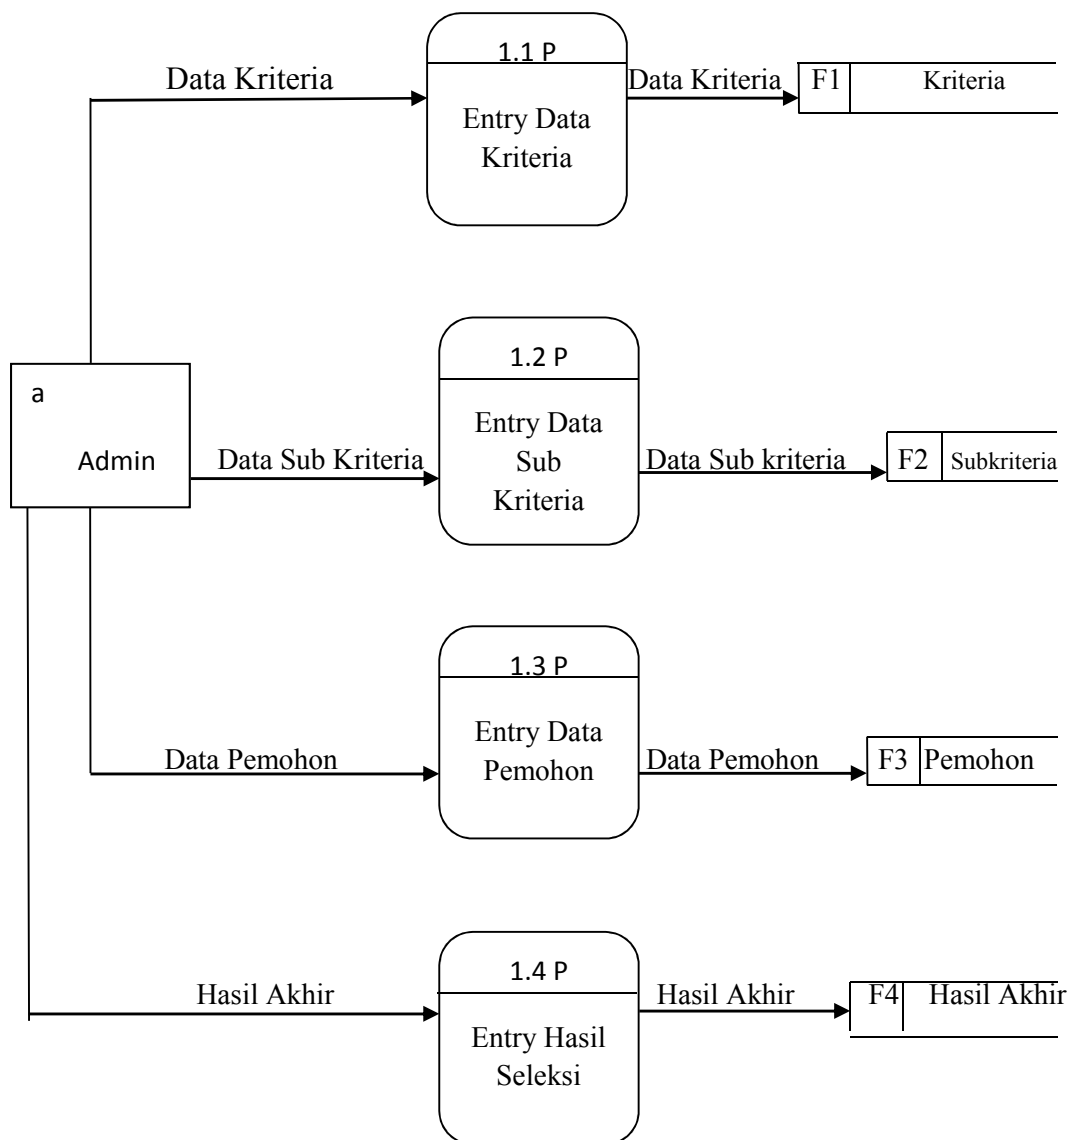 1.1 P
Data Kriteria
Entry Data
Kriteria
Data Kriteria
F1
Kriteria
a
Admin
1.2 P
Data Sub Kriteria
Entry Data
Sub
Kriteria
Data Sub kriteria
F2
Subkriteria
1.3 P
Data Pemohon
Entry Data
Pemohon
Data Pemohon
F3
Pemohon
1.4 P
Hasil Akhir
Entry Hasil
Seleksi
Hasil Akhir
F4
Hasil Akhir